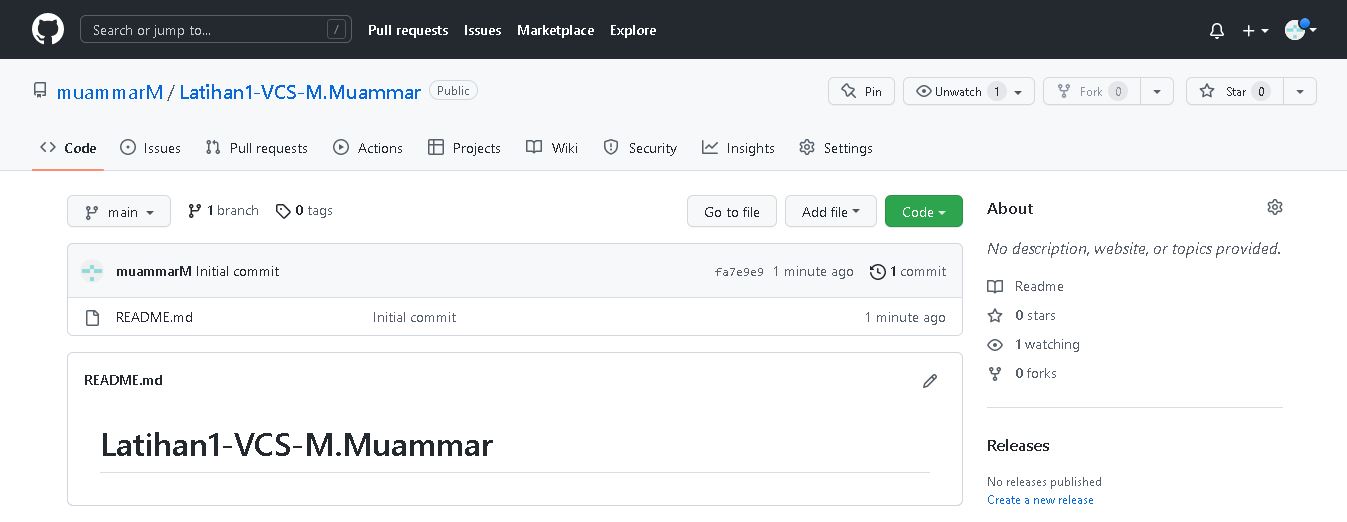 Search or jump to... / Pull requests Issues Marketplace Explore
muammarM / Latihan1-VCS-M.Muammar Public Pin Unwatch 1 Fork 0 Star 0
Code Issues Pull requests Actions Projects Wiki Security Insights Settings
main 1 branch 0 tags Go to file Add file Code
muammarM Initial commit fa7e9e9 1 minute ago 1 commit
README.md Initial commit 1 minute ago
README.md
Latihan1-VCS-M.Muammar
About
No description, website, or topics provided.
Readme
0 stars
1 watching
0 forks
Releases
No releases published
Create a new release